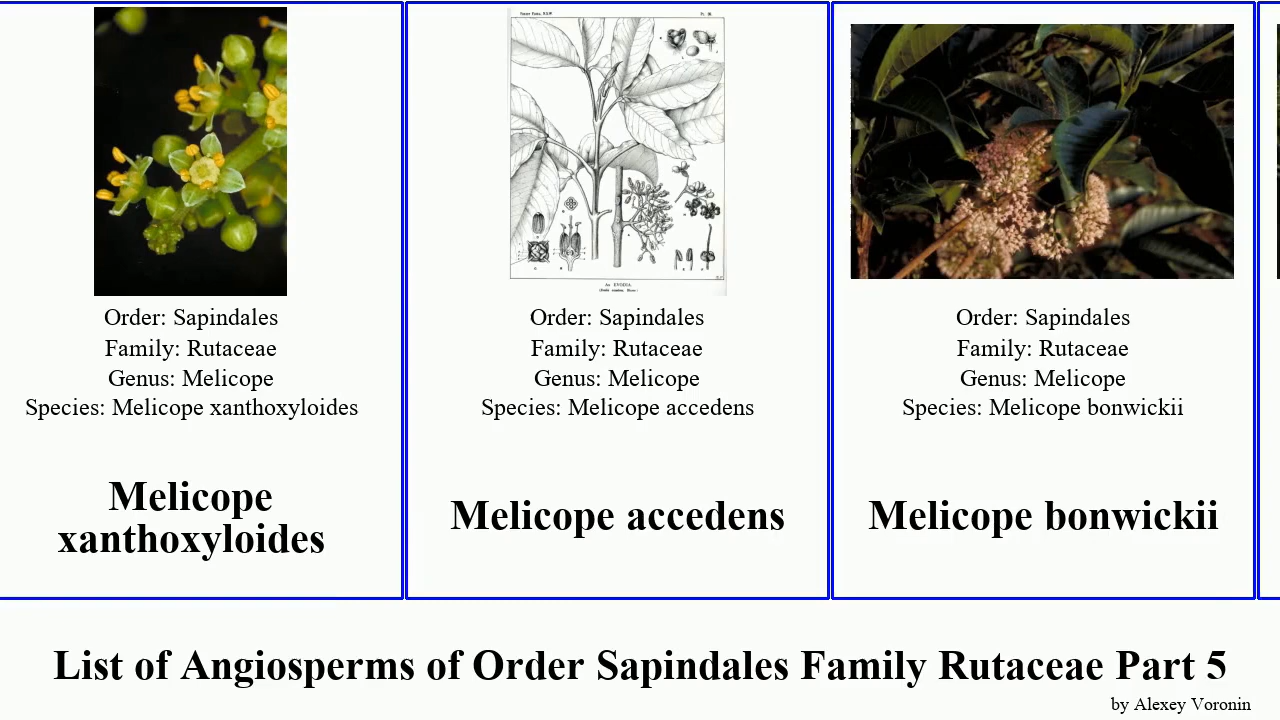 Order: Sapindales
Family: Rutaceae
Genus: Melicope
Species: Melicope xanthoxyloides
Melicope
xanthoxyloides
An EVODIA.
Order: Sapindales
Family: Rutaceae
Genus: Melicope
Species: Melicope accedens
Melicope accedens
Order: Sapindales
Family: Rutaceae
Genus: Melicope
Species: Melicope bonwickii
Melicope bonwickii
List of Angiosperms of Order Sapindales Family Rutaceae Part 5
by Alexey Voronin